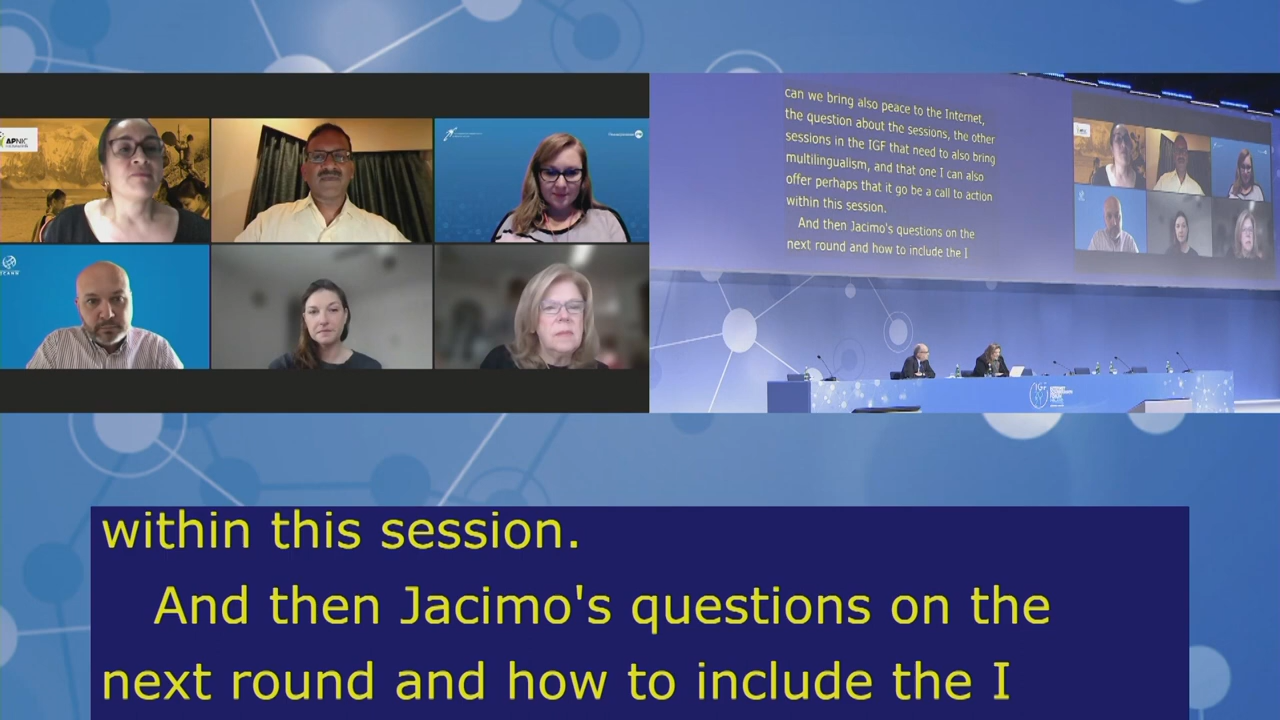 APNIC
ICANN
can we bring also peace to the Internet,
the question about the sessions, the other
sessions in the IGF that need to also bring
multilingualism, and that one I can also
offer perhaps that it go be a call to action
within this session.
And then Jacimo's questions on the
next round and how to include the I
IGF
within this session.
And then Jacimo's questions on the
next round and how to include the I